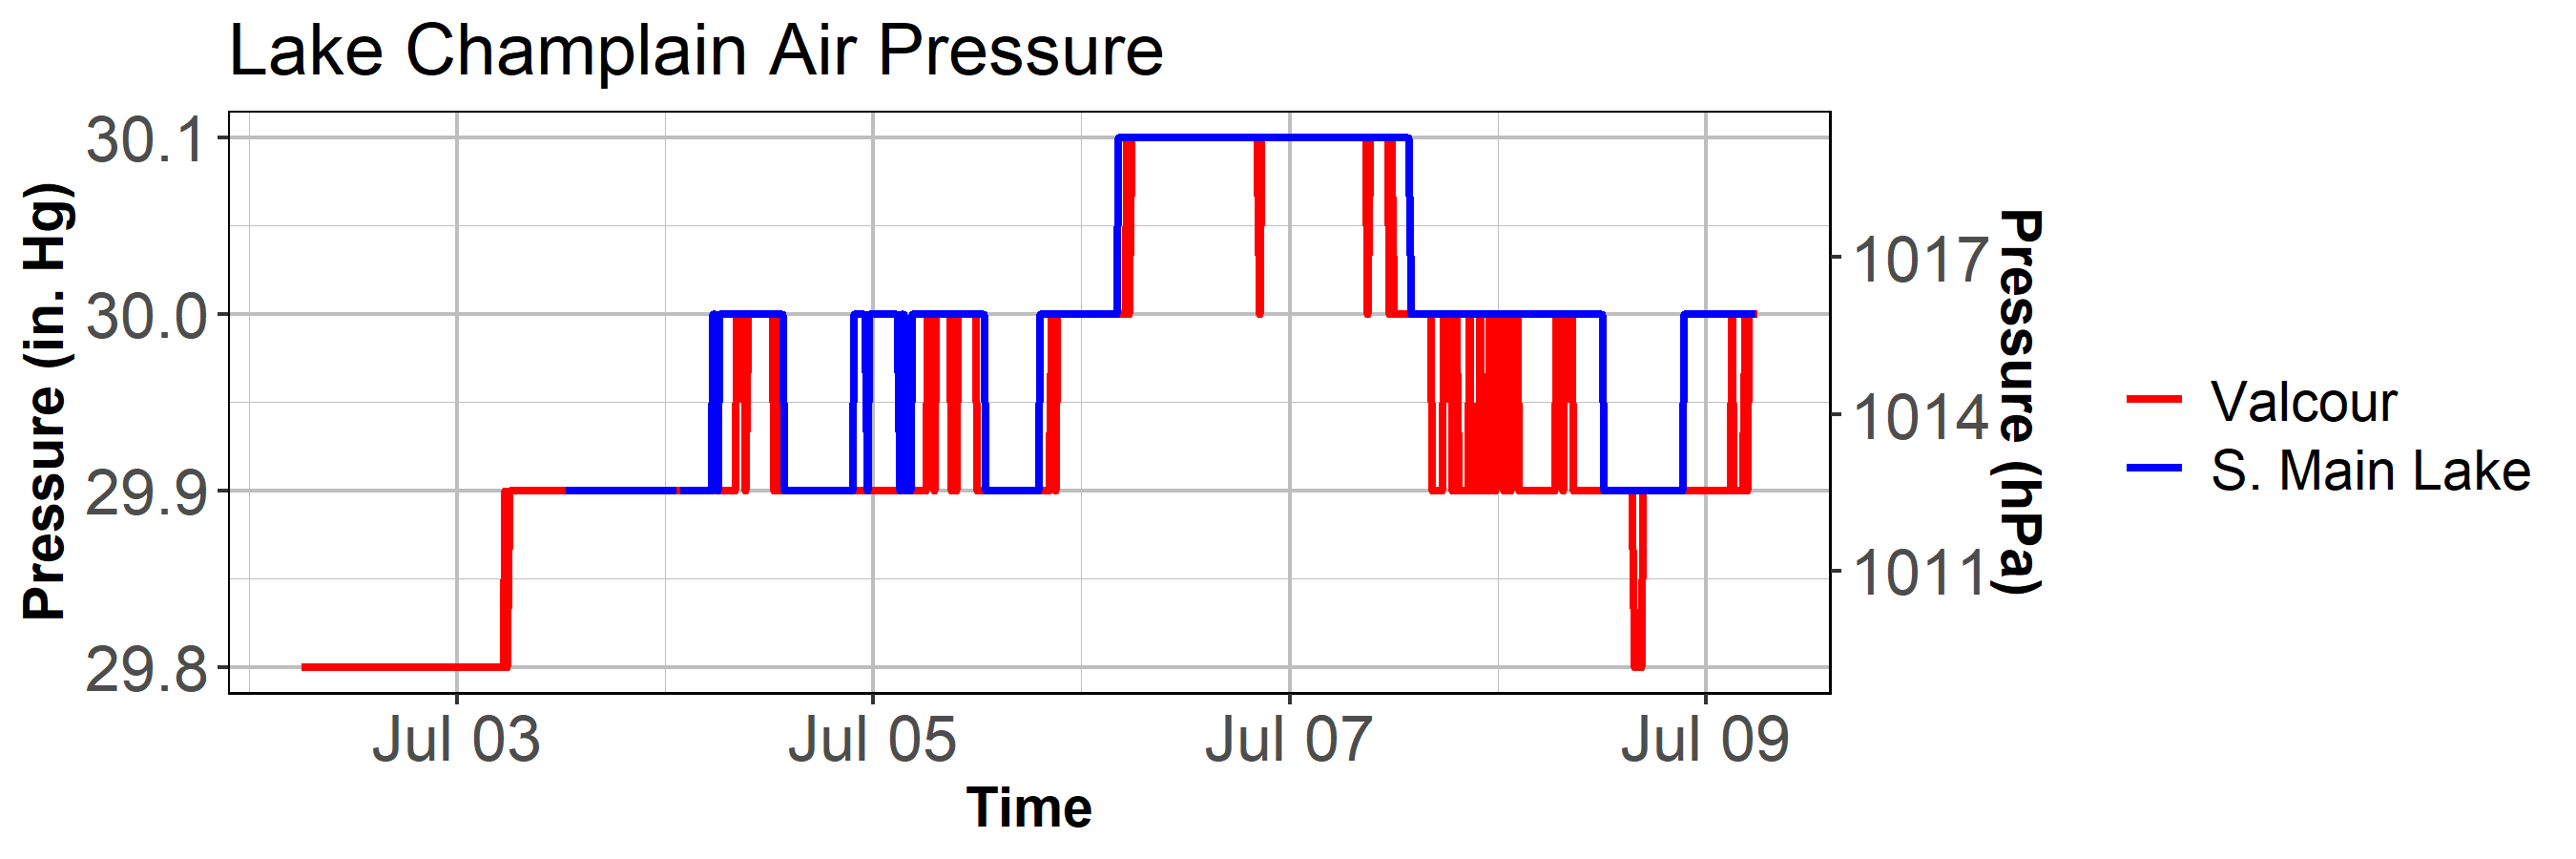 Lake Champlain Air Pressure
Pressure (in. Hg)
30.1
30.0
29.9
29.8
Jul 03
Jul 05
Jul 07
Jul 09
Time
1017
1014
1011
Pressure (hPa)
Valcour
S. Main Lake